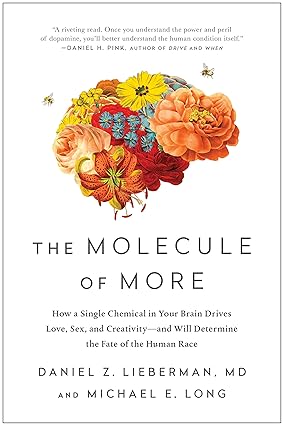 “A riveting read. Once you understand the power and peril
of dopamine, you’ll better understand the human condition itself.”
—DANIEL H. PINK, AUTHOR OF DRIVE AND WHEN
THE MOLECULE
OF MORE
How a Single Chemical in Your Brain Drives
Love, Sex, and Creativity—and Will Determine
the Fate of the Human Race
DANIEL Z. LIEBERMAN, MD
AND MICHAEL E. LONG